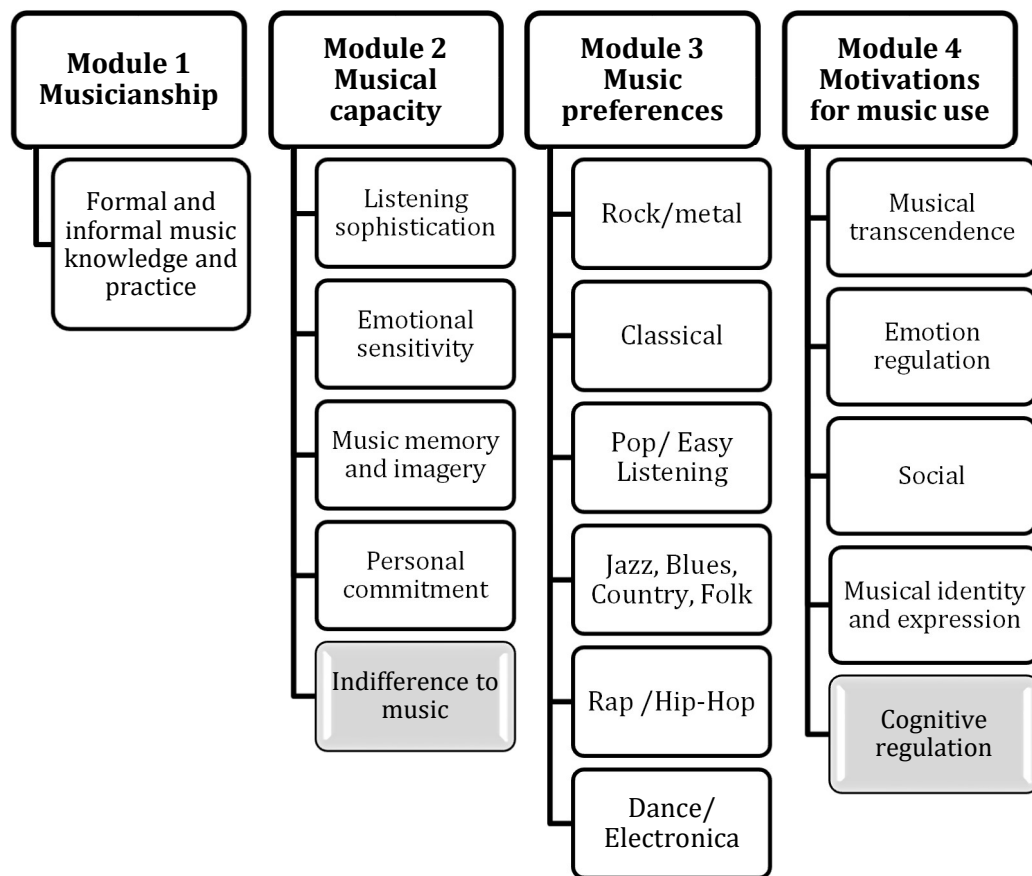 Module 1
Musicianship
Formal and
informal music
knowledge and
practice
Module 2
Musical
capacity
Listening
sophistication
Emotional
sensitivity
Music memory
and imagery
Personal
commitment
Indifference to
music
Module 3
Music
preferences
Rock/metal
Classical
Pop/ Easy
Listening
Jazz, Blues,
Country, Folk
Rap /Hip-Hop
Dance/
Electronica
Module 4
Motivations
for music use
Musical
transcendence
Emotion
regulation
Social
Musical identity
and expression
Cognitive
regulation